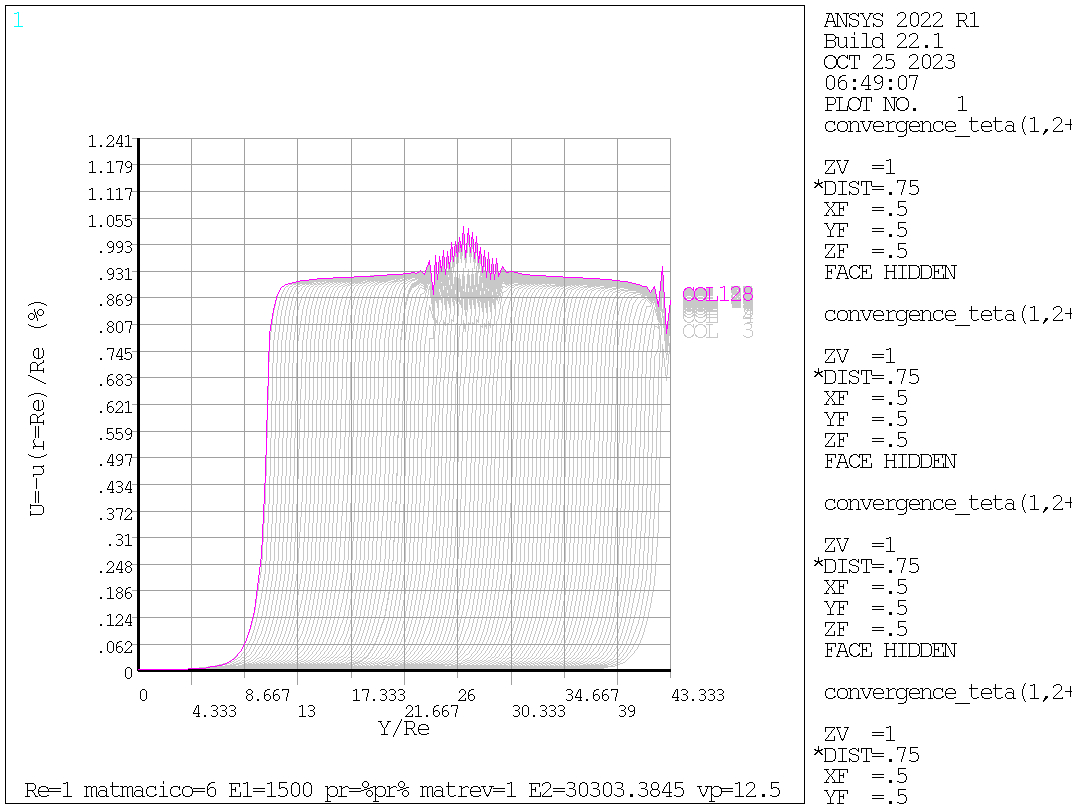 1
ANSYS 2022 R1
Build 22.1
OCT 25 2023
06:49:07
PLOT NO. 1
convergence_teta(1,2+
ZV =1
*DIST=.75
XF =.5
YF =.5
ZF =.5
FACE HIDDEN
convergence_teta(1,2+
ZV =1
*DIST=.75
XF =.5
YF =.5
ZF =.5
FACE HIDDEN
convergence_teta(1,2+
ZV =1
*DIST=.75
XF =.5
YF =.5
ZF =.5
FACE HIDDEN
convergence_teta(1,2+
ZV =1
*DIST=.75
XF =.5
YF =.5
U=-u(r=Re)/Re (%)
1.241
1.179
1.117
1.055
.993
.931
.869
.807
.745
.683
.621
.559
.497
.434
.372
.31
.248
.186
.124
.062
0
COL128
COL 3
0 8.667 17.333 26 34.667 43.333
4.333 13 21.667 30.333 39
Y/Re
Re=1 matmacico=6 E1=1500 pr=%pr% matrev=1 E2=30303.3845 vp=12.5